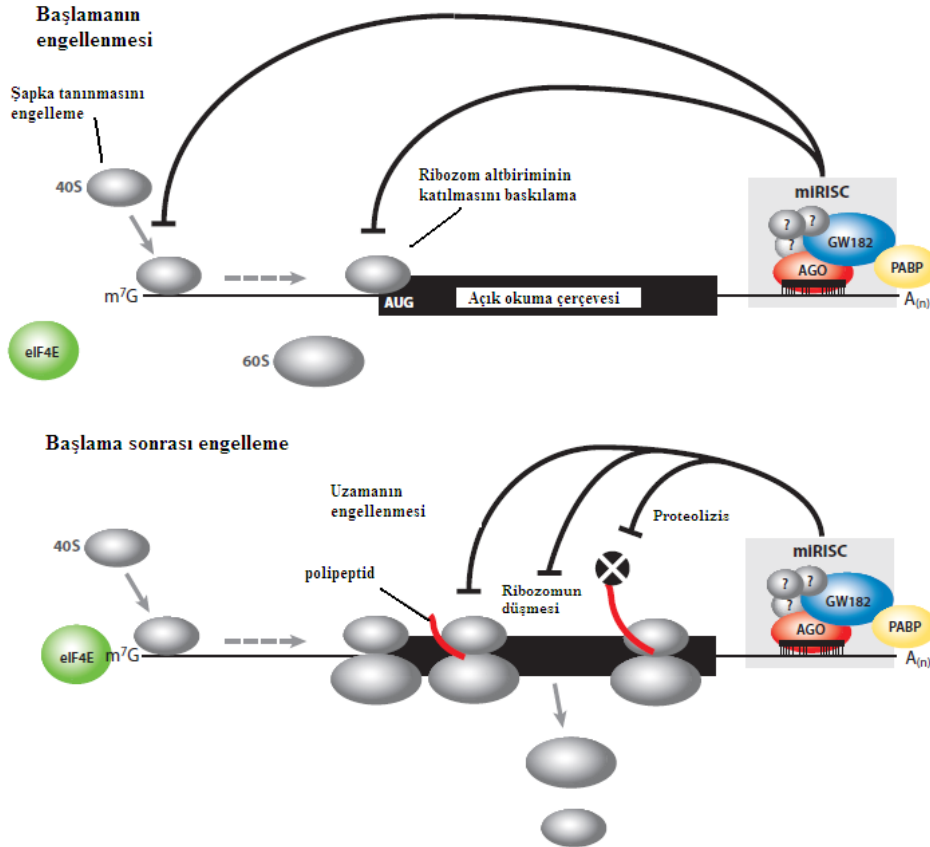 Başlamanın
engellenmesi
Şapka tanınmasını
engelleme
40S
Ribozom altbiriminin
katılmasını baskılama
miRISC
?
?
?
GW182
PABP
AGO
m⁷G
AUG
Açık okuma çerçevesi
A(n)
eIF4E
60S
Başlama sonrası engelleme
Uzamanın
engellenmesi
Proteolizis
40S
polipeptid
Ribozomun
düşmesi
miRISC
?
?
?
GW182
PABP
AGO
eIF4E
m⁷G
A(n)